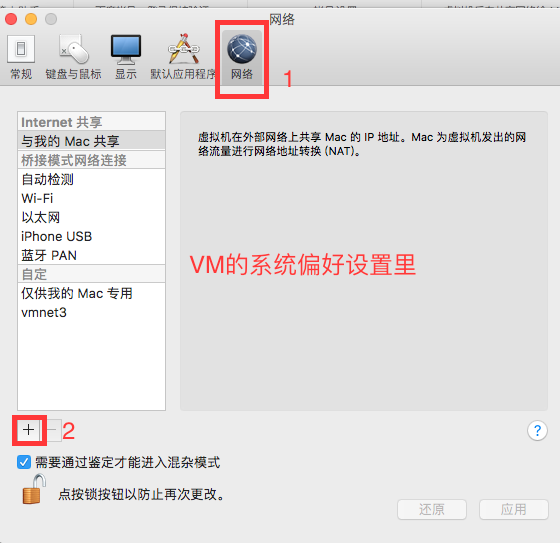 网络
常规
键盘与鼠标
显示
默认应用程序
网络
1
Internet 共享
与我的 Mac 共享
桥接模式网络连接
自动检测
Wi-Fi
以太网
iPhone USB
蓝牙 PAN
自定
仅供我的 Mac 专用
vmnet3
虚拟机在外部网络上共享 Mac 的 IP 地址。Mac 为虚拟机发出的网
络流量进行网络地址转换 (NAT)。
VM的系统偏好设置里
+
−
2
?
需要通过鉴定才能进入混杂模式
点按锁按钮以防止再次更改。
还原
应用